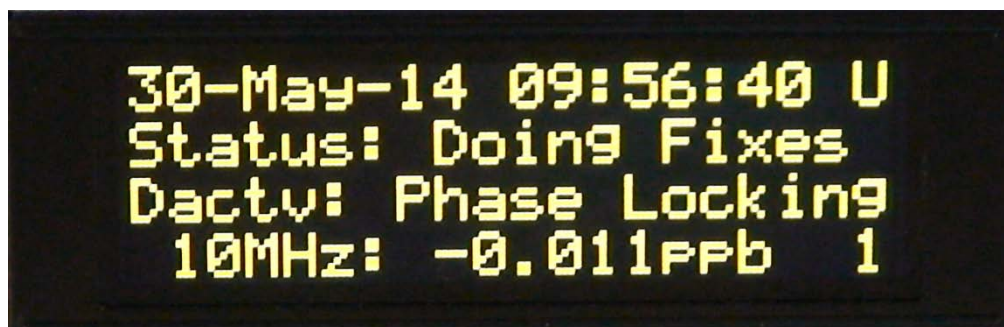 30-May-14 09:56:40 U
Status: Doing Fixes
Dactv: Phase Locking
10MHz: -0.011ppb 1